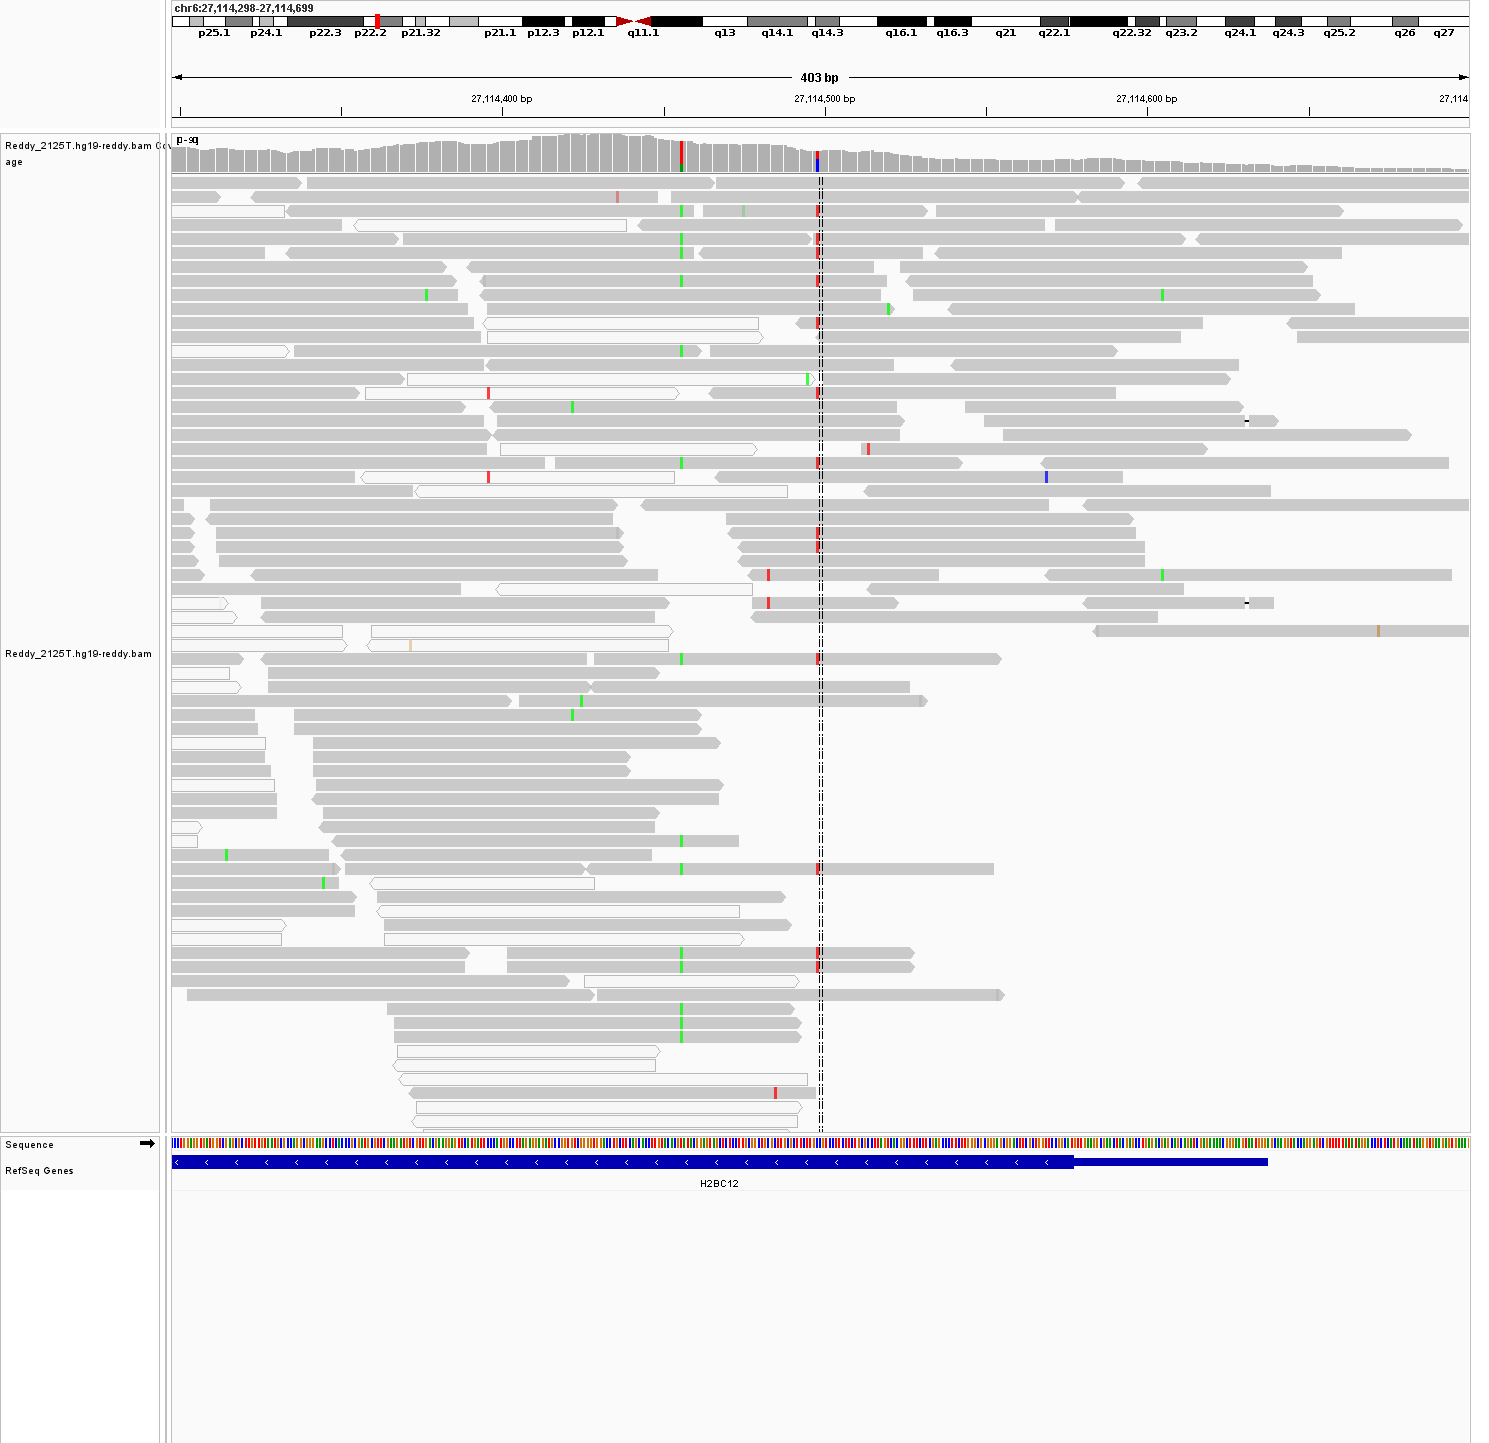 chr6:27,114,298-27,114,699
p25.1 p24.1 p22.3 p22.2 p21.32 p21.1 p12.3 p12.1 q11.1 q13 q14.1 q14.3 q16.1 q16.3 q21 q22.1 q22.32 q23.2 q24.1 q24.3 q25.2 q26 q27
403 bp
27,114,400 bp 27,114,500 bp 27,114,600 bp 27,114
[0-90]
Reddy_2125T.hg19-reddy.bam Cov
age
Reddy_2125T.hg19-reddy.bam
Sequence
RefSeq Genes
H2BC12